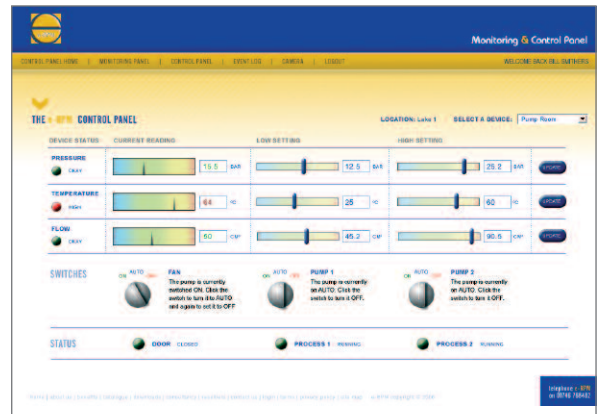 Monitoring & Control Panel
CONTROL PANEL HOME | MONITORING PANEL | CONTROL PANEL | EVENT LOG | CAMERA | LOGOUT
WELCOME BACK BILL SMITHERS
THE CONTROL PANEL
LOCATION: Lake 1
SELECT A DEVICE: Pump Room
DEVICE STATUS CURRENT READING LOW SETTING HIGH SETTING
PRESSURE
OKAY 15.5 BAR 12.5 BAR 25.2 BAR UPDATE
TEMPERATURE
HIGH 64 °C 25 °C 60 °C UPDATE
FLOW
OKAY 50 45.2 90.5 UPDATE
SWITCHES
ON AUTO OFF
FAN
The pump is currently
switched ON. Click the
switch to turn it to AUTO
and again to set it to OFF
ON AUTO OFF
PUMP 1
The pump is currently
on AUTO. Click the
switch to turn it OFF.
ON AUTO OFF
PUMP 2
The pump is currently
on AUTO. Click the
switch to turn it OFF.
STATUS
DOOR CLOSED
PROCESS 1 RUNNING
PROCESS 2 RUNNING